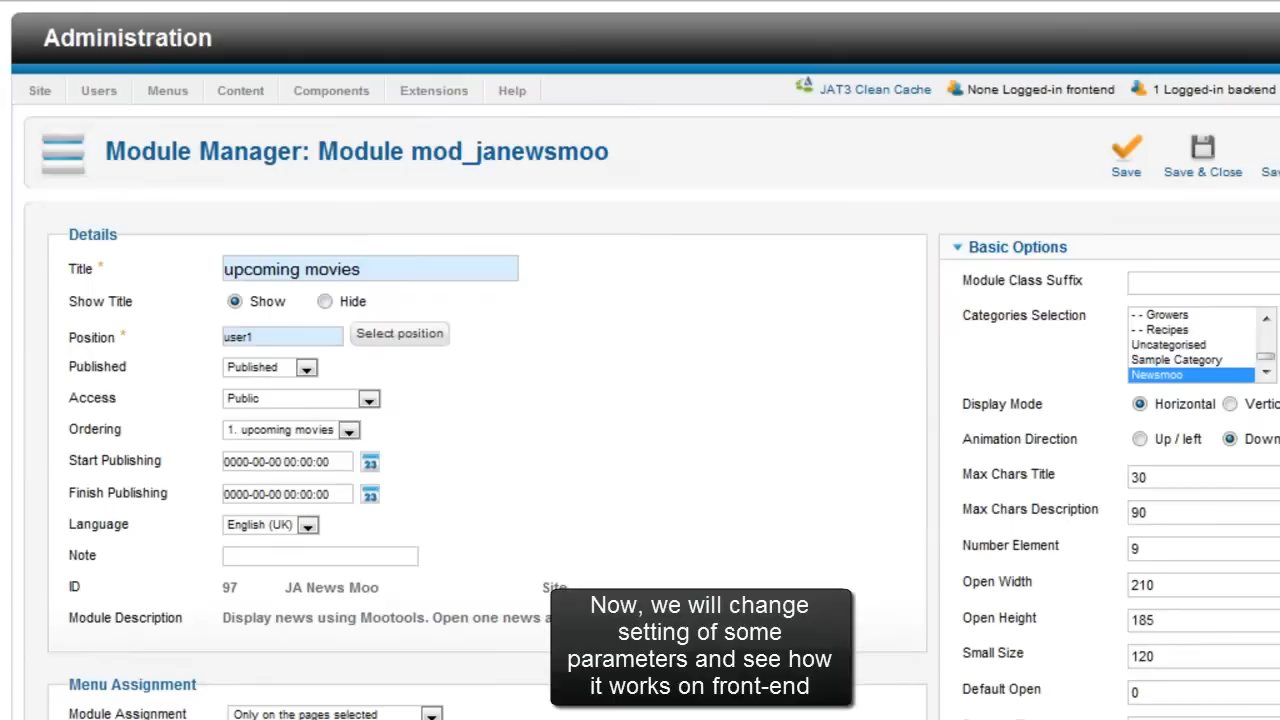 Administration
Site Users Menus Content Components Extensions Help
JAT3 Clean Cache None Logged-in frontend 1 Logged-in backend
Module Manager: Module mod_janewsmoo
Save Save & Close
Details
Title *
upcoming movies
Show Title
Show Hide
Position *
user1 Select position
Published
Published
Access
Public
Ordering
1. upcoming movies
Start Publishing
0000-00-00 00:00:00 23
Finish Publishing
0000-00-00 00:00:00 23
Language
English (UK)
Note
ID
97 JA News Moo Site
Module Description
Display news using Mootools. Open one news a
Menu Assignment
Module Assignment
Only on the pages selected
Basic Options
Module Class Suffix
Categories Selection
- - Growers
- - Recipes
Uncategorised
Sample Category
Newsmoo
Display Mode
Horizontal
Animation Direction
Up / left Down
Max Chars Title
30
Max Chars Description
90
Number Element
9
Open Width
210
Open Height
185
Small Size
120
Default Open
0
Now, we will change
setting of some
parameters and see how
it works on front-end